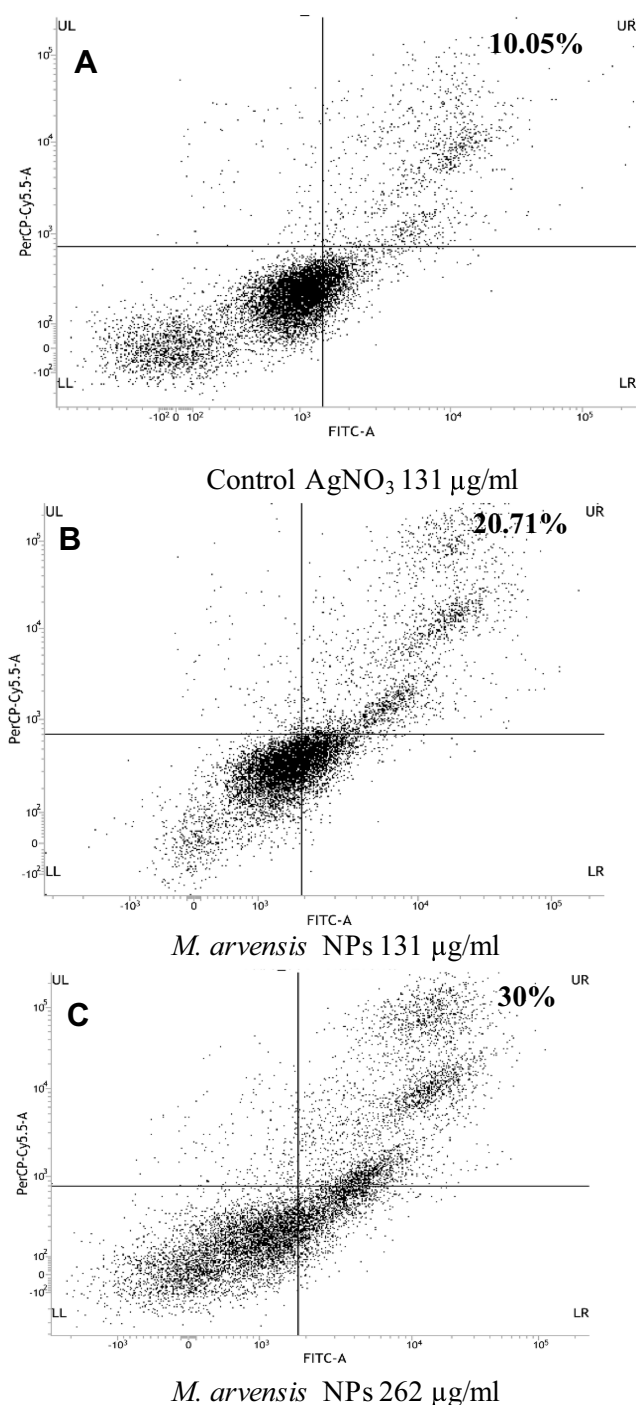 UL UR
A 10.05%
10⁵
10⁴
10³
10²
0
-10²
PerCP-Cy5.5-A
LL LR
-10² 0 10² 10³ 10⁴ 10⁵
FITC-A
Control AgNO₃ 131 µg/ml
UL UR
B 20.71%
10⁵
10⁴
10³
10²
0
-10²
PerCP-Cy5.5-A
LL LR
-10³ 0 10³ 10⁴ 10⁵
FITC-A
M. arvensis NPs 131 µg/ml
UL UR
C 30%
10⁵
10⁴
10³
10²
0
-10²
PerCP-Cy5.5-A
LL LR
-10³ 0 10³ 10⁴ 10⁵
FITC-A
M. arvensis NPs 262 µg/ml